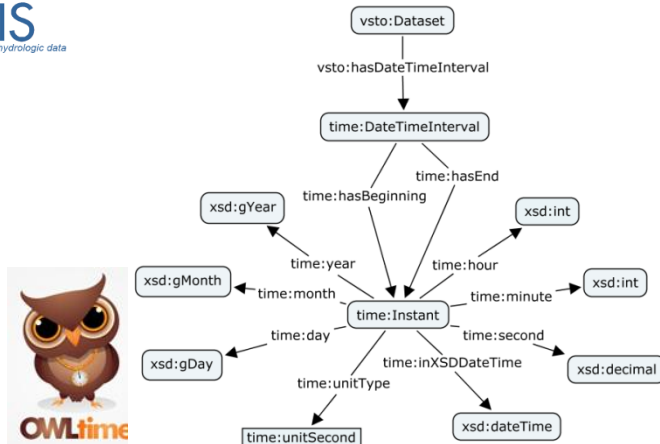 IS
hydrologic data
vsto:Dataset
vsto:hasDateTimeInterval
time:DateTimeInterval
time:hasEnd
time:hasBeginning
xsd:gYear
xsd:int
time:year
time:hour
xsd:gMonth
time:month
time:minute
xsd:int
time:Instant
time:day
time:second
xsd:gDay
time:inXSDDateTime
xsd:decimal
time:unitType
OWLtime
time:unitSecond
xsd:dateTime